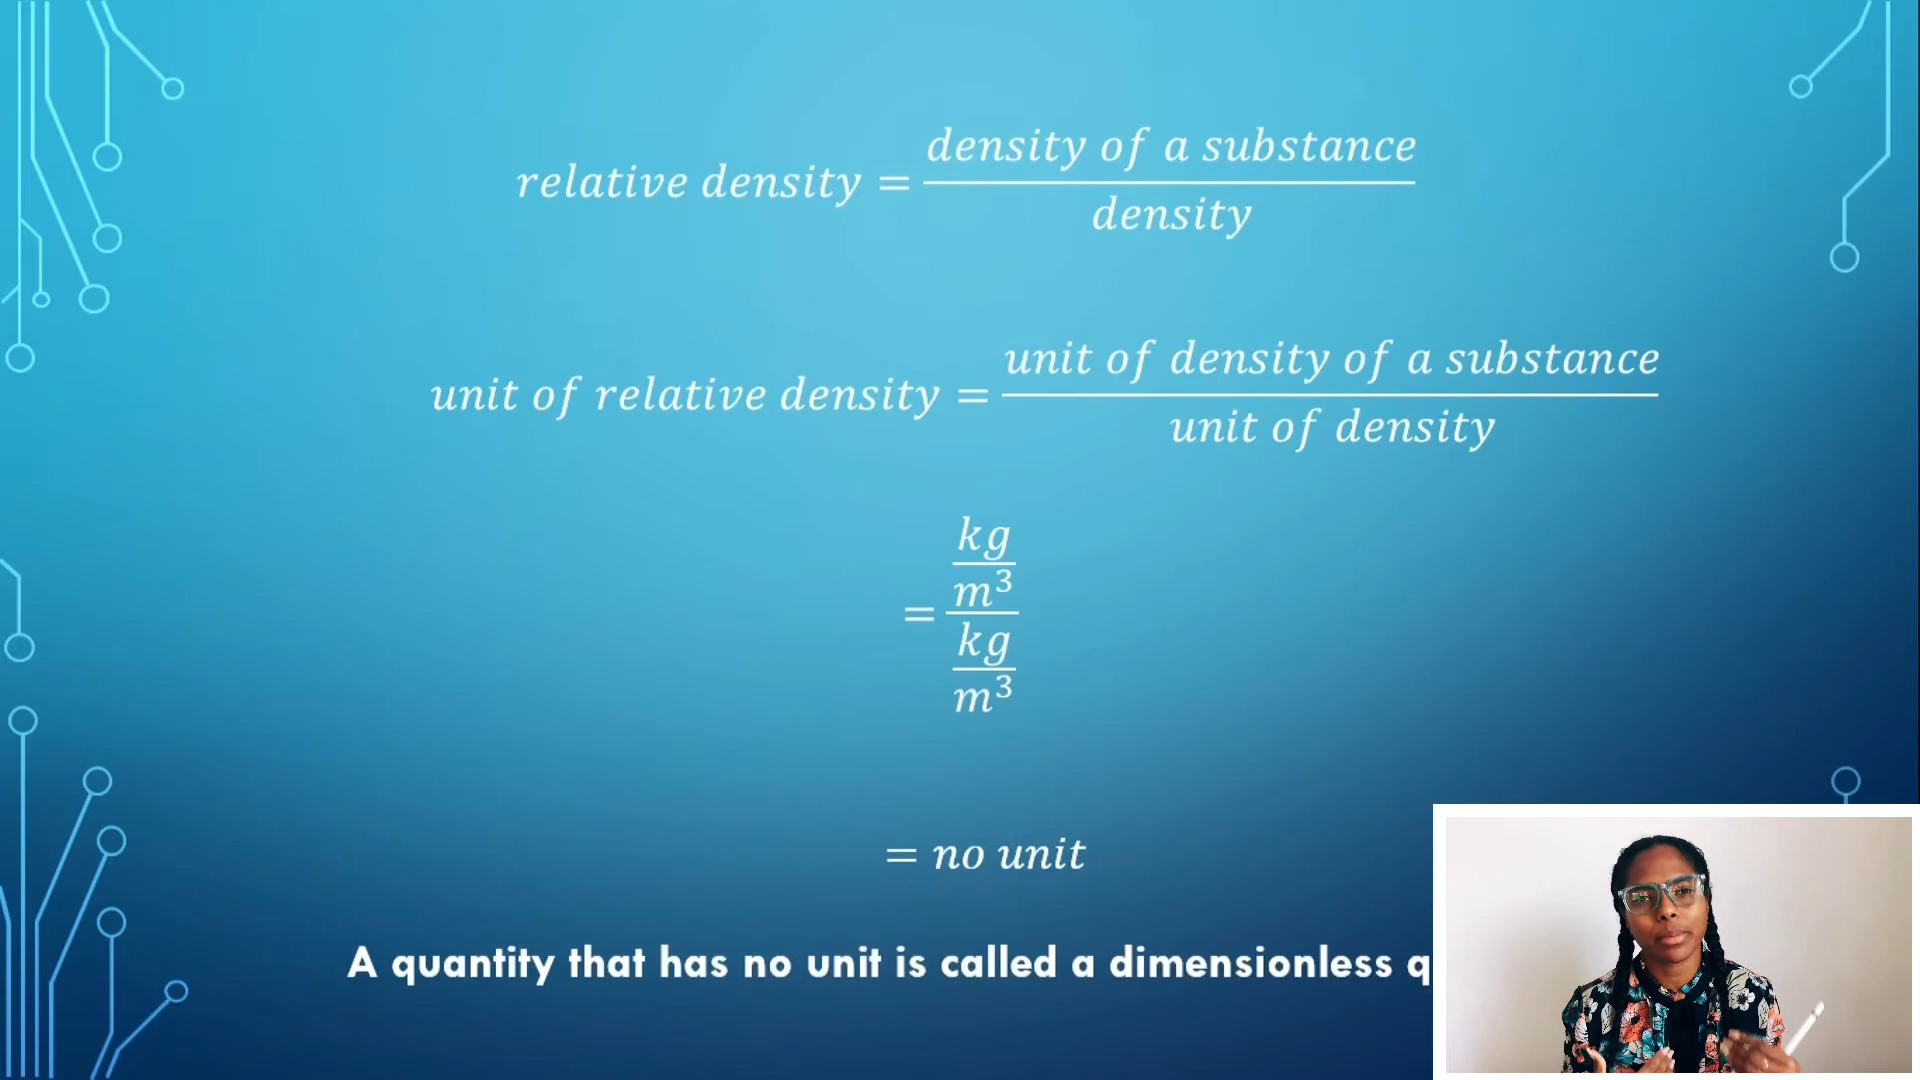 relative density = density of a substance / density
unit of relative density = unit of density of a substance / unit of density
= kg/m³ / kg/m³
= no unit
A quantity that has no unit is called a dimensionless q